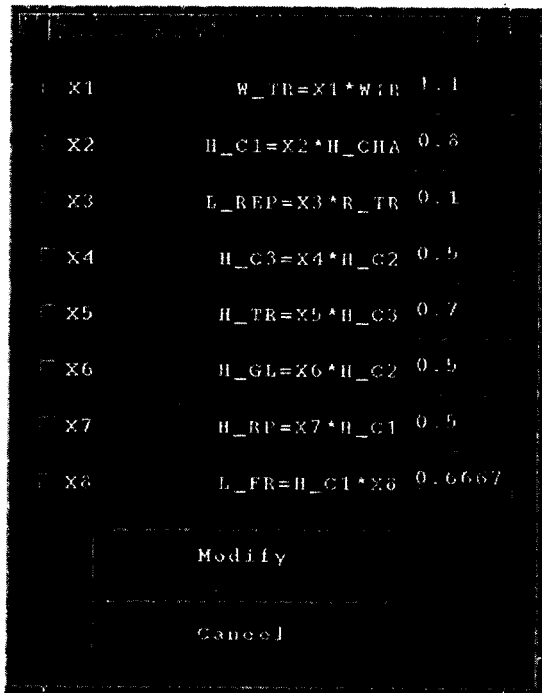 X1 W_TR=X1*WIR 1.1
X2 H_C1=X2*H_CHA 0.8
X3 L_REP=X3*R_TR 0.1
X4 H_C3=X4*H_C2 0.5
X5 H_TR=X5*H_C3 0.7
X6 H_GL=X6*H_C2 0.5
X7 H_RP=X7*H_C1 0.5
X8 L_FR=H_C1*X8 0.6667
Modify
Cancel